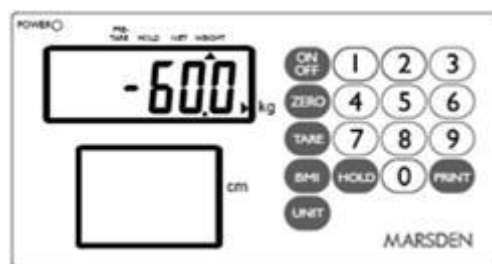 POWER
PRE-TARE HOLD NET WEIGHT
-60.0 kg
cm
ON OFF 1 2 3
ZERO 4 5 6
TARE 7 8 9
BMI HOLD 0 PRINT
UNIT
MARSDEN